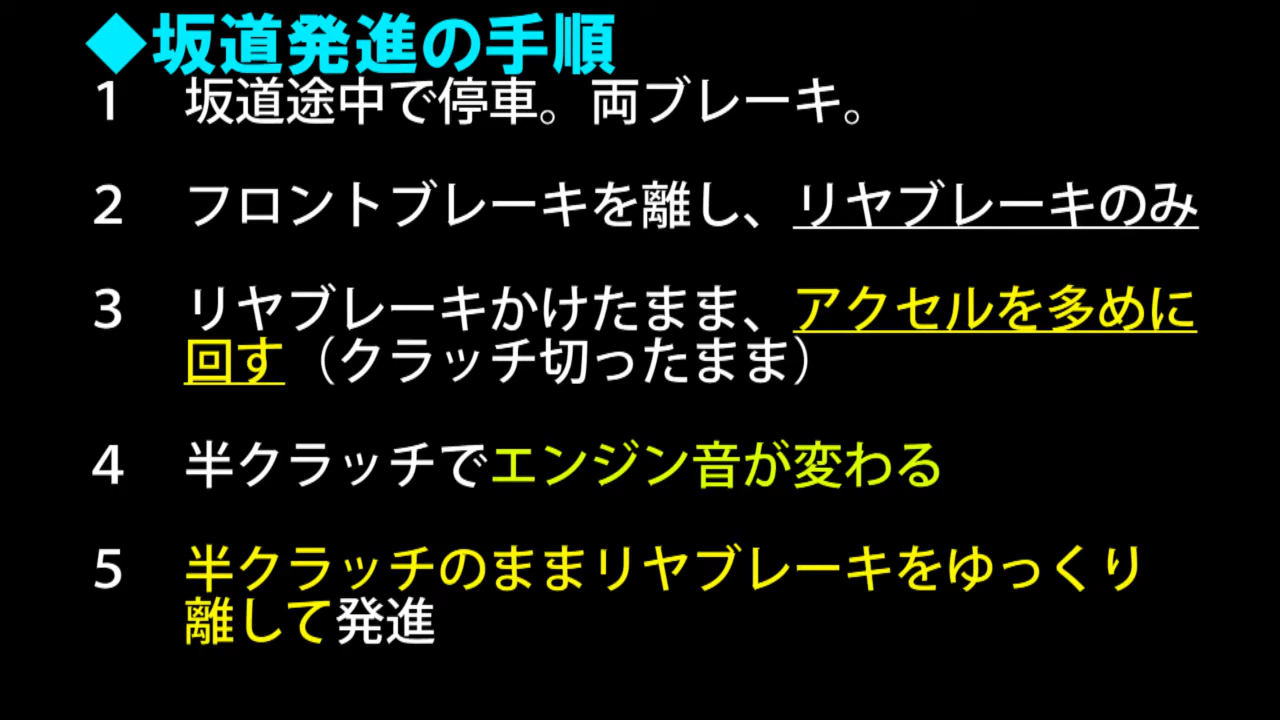 ◆坂道発進の手順
1 坂道途中で停車。両ブレーキ。
2 フロントブレーキを離し、リヤブレーキのみ
3 リヤブレーキかけたまま、アクセルを多めに
回す（クラッチ切ったまま）
4 半クラッチでエンジン音が変わる
5 半クラッチのままリヤブレーキをゆっくり
離して発進